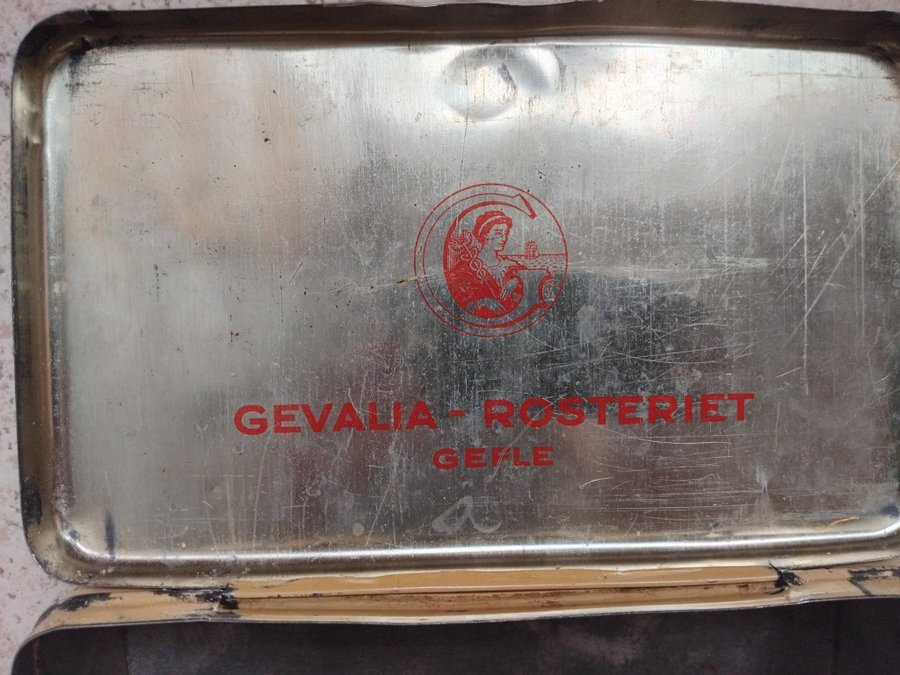 GEVALIA - ROSTERIET
GEFLE
a